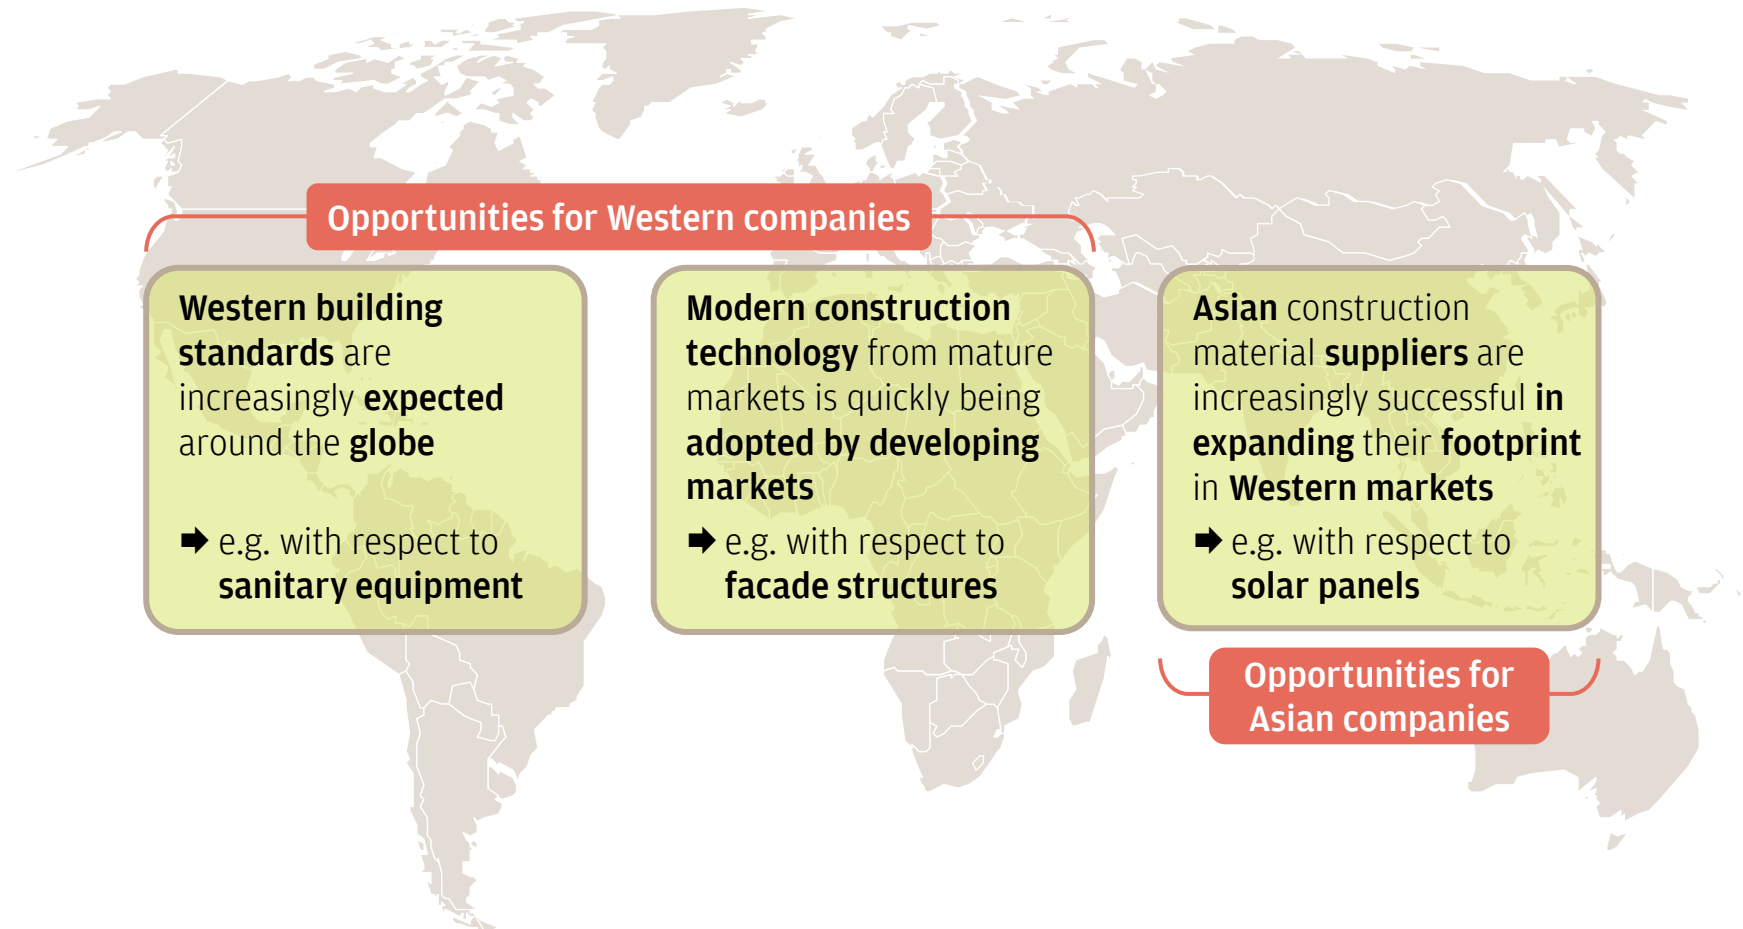 Opportunities for Western companies
Western building
standards are
increasingly expected
around the globe
➡ e.g. with respect to
sanitary equipment
Modern construction
technology from mature
markets is quickly being
adopted by developing
markets
➡ e.g. with respect to
facade structures
Asian construction
material suppliers are
increasingly successful in
expanding their footprint
in Western markets
➡ e.g. with respect to
solar panels
Opportunities for
Asian companies